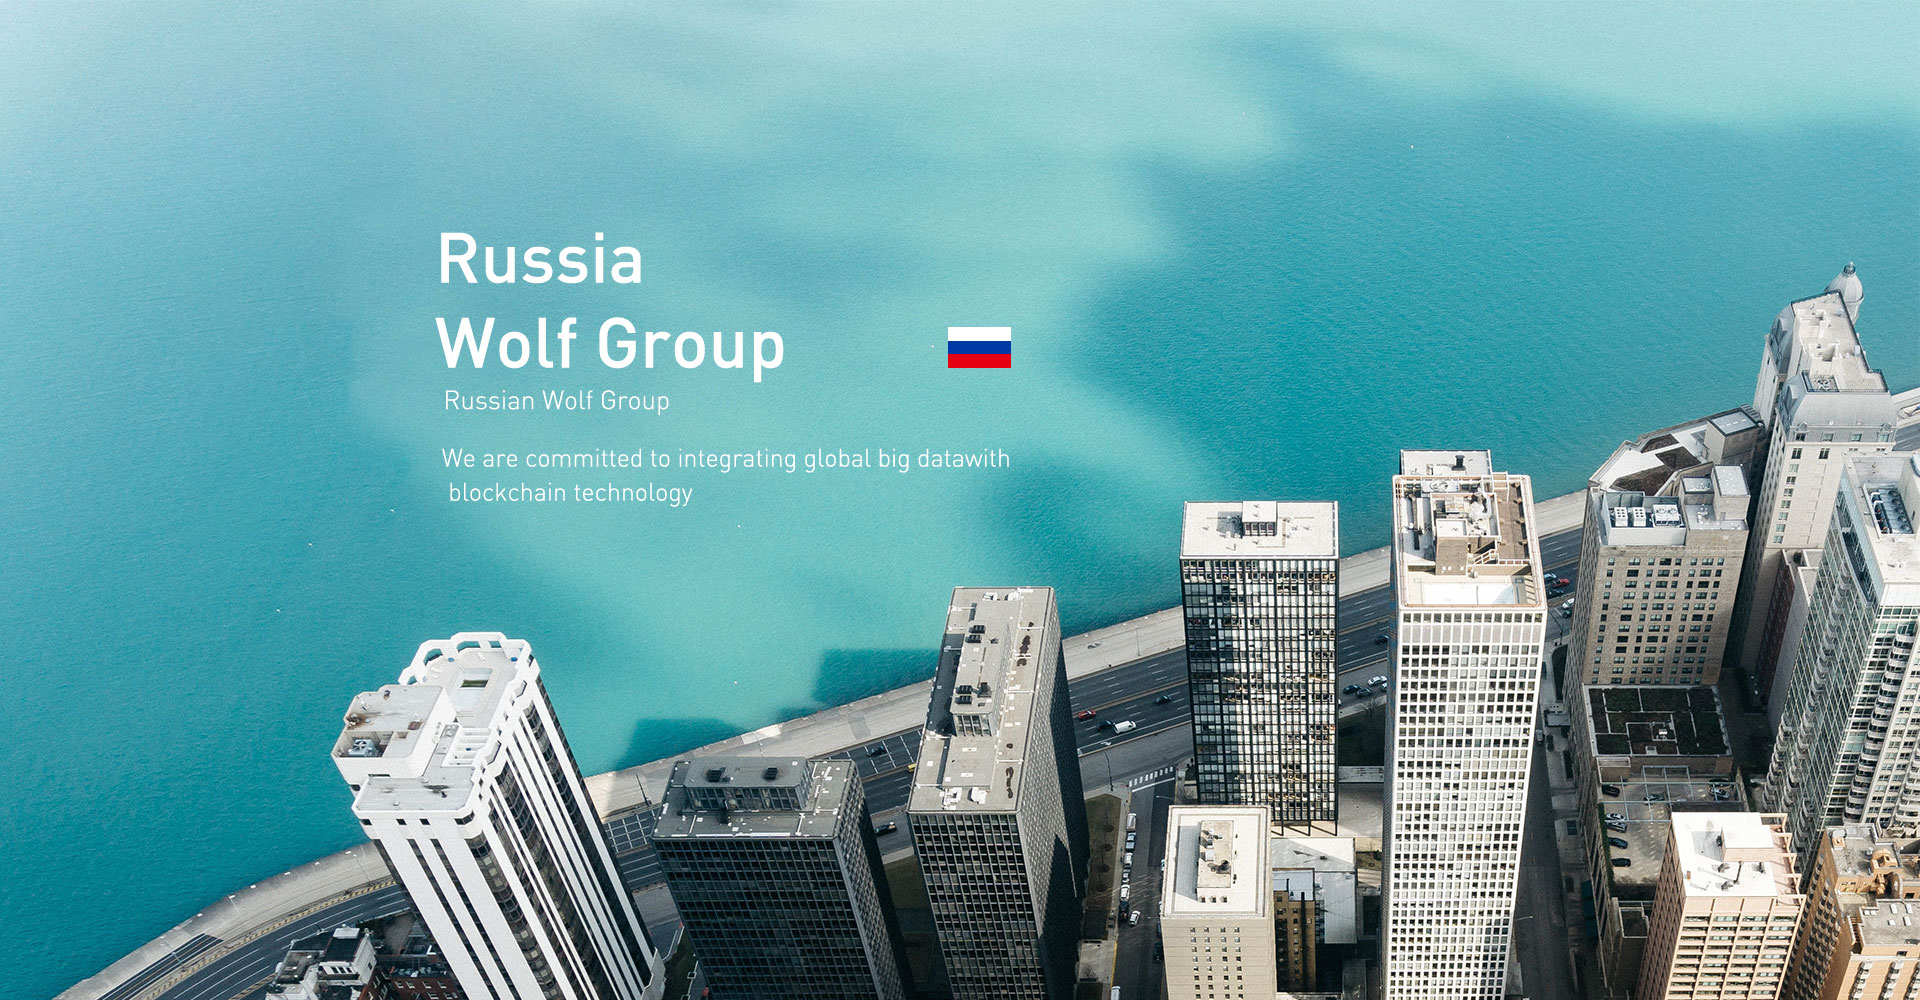 Russia
Wolf Group
Russian Wolf Group
We are committed to integrating global big datawith
blockchain technology